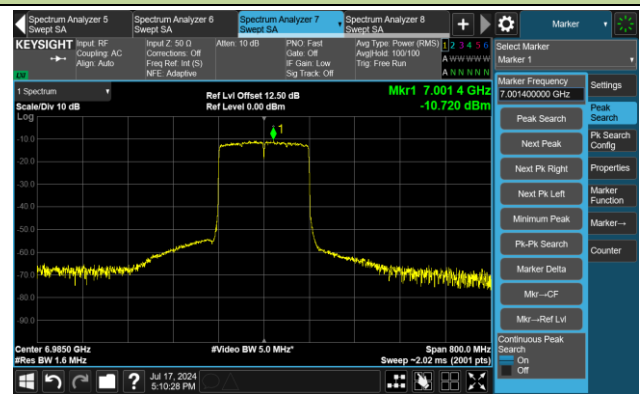 Spectrum Analyzer 5
Swept SA
Spectrum Analyzer 6
Swept SA
Spectrum Analyzer 7
Swept SA
Spectrum Analyzer 8
Swept SA
Marker
KEYSIGHT
Input: RF
Coupling: AC
Align: Auto
Input Z: 50 Ω
Corrections: Off
Freq Ref: Int (S)
NFE: Adaptive
Atten: 10 dB
PNO: Fast
Gate: Off
IF Gain: Low
Sig Track: Off
Avg Type: Power (RMS)
Avg|Hold: 100/100
Trig: Free Run
1 2 3 4 5 6
A W W W W W
A N N N N N
Select Marker
Marker 1
1 Spectrum
Scale/Div 10 dB
Log
Ref Lvl Offset 12.50 dB
Ref Level 0.00 dBm
Mkr1 7.001 4 GHz
-10.720 dBm
1
-10.0
-20.0
-30.0
-40.0
-50.0
-60.0
-70.0
-80.0
-90.0
Center 6.9850 GHz
#Res BW 1.6 MHz
#Video BW 5.0 MHz*
Span 800.0 MHz
Sweep ~2.02 ms (2001 pts)
Marker Frequency
7.001400000 GHz
Peak Search
Next Peak
Next Pk Right
Next Pk Left
Minimum Peak
Pk-Pk Search
Marker Delta
Mkr→CF
Mkr→Ref Lvl
Continuous Peak
Search
On
Off
Settings
Peak
Search
Pk Search
Config
Properties
Marker
Function
Marker→
Counter
?
Jul 17, 2024
5:10:28 PM